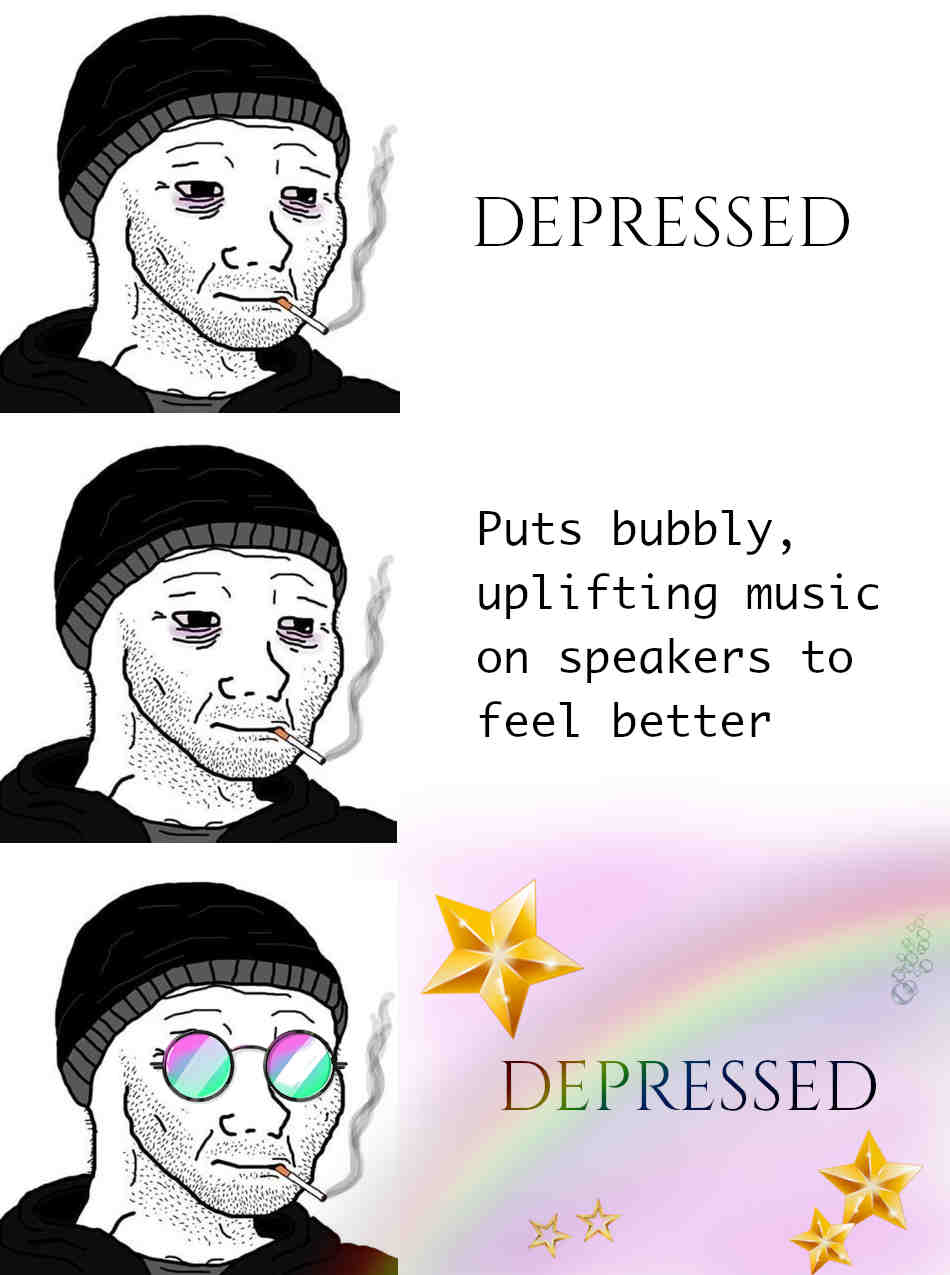 DEPRESSED
Puts bubbly,
uplifting music
on speakers to
feel better
DEPRESSED